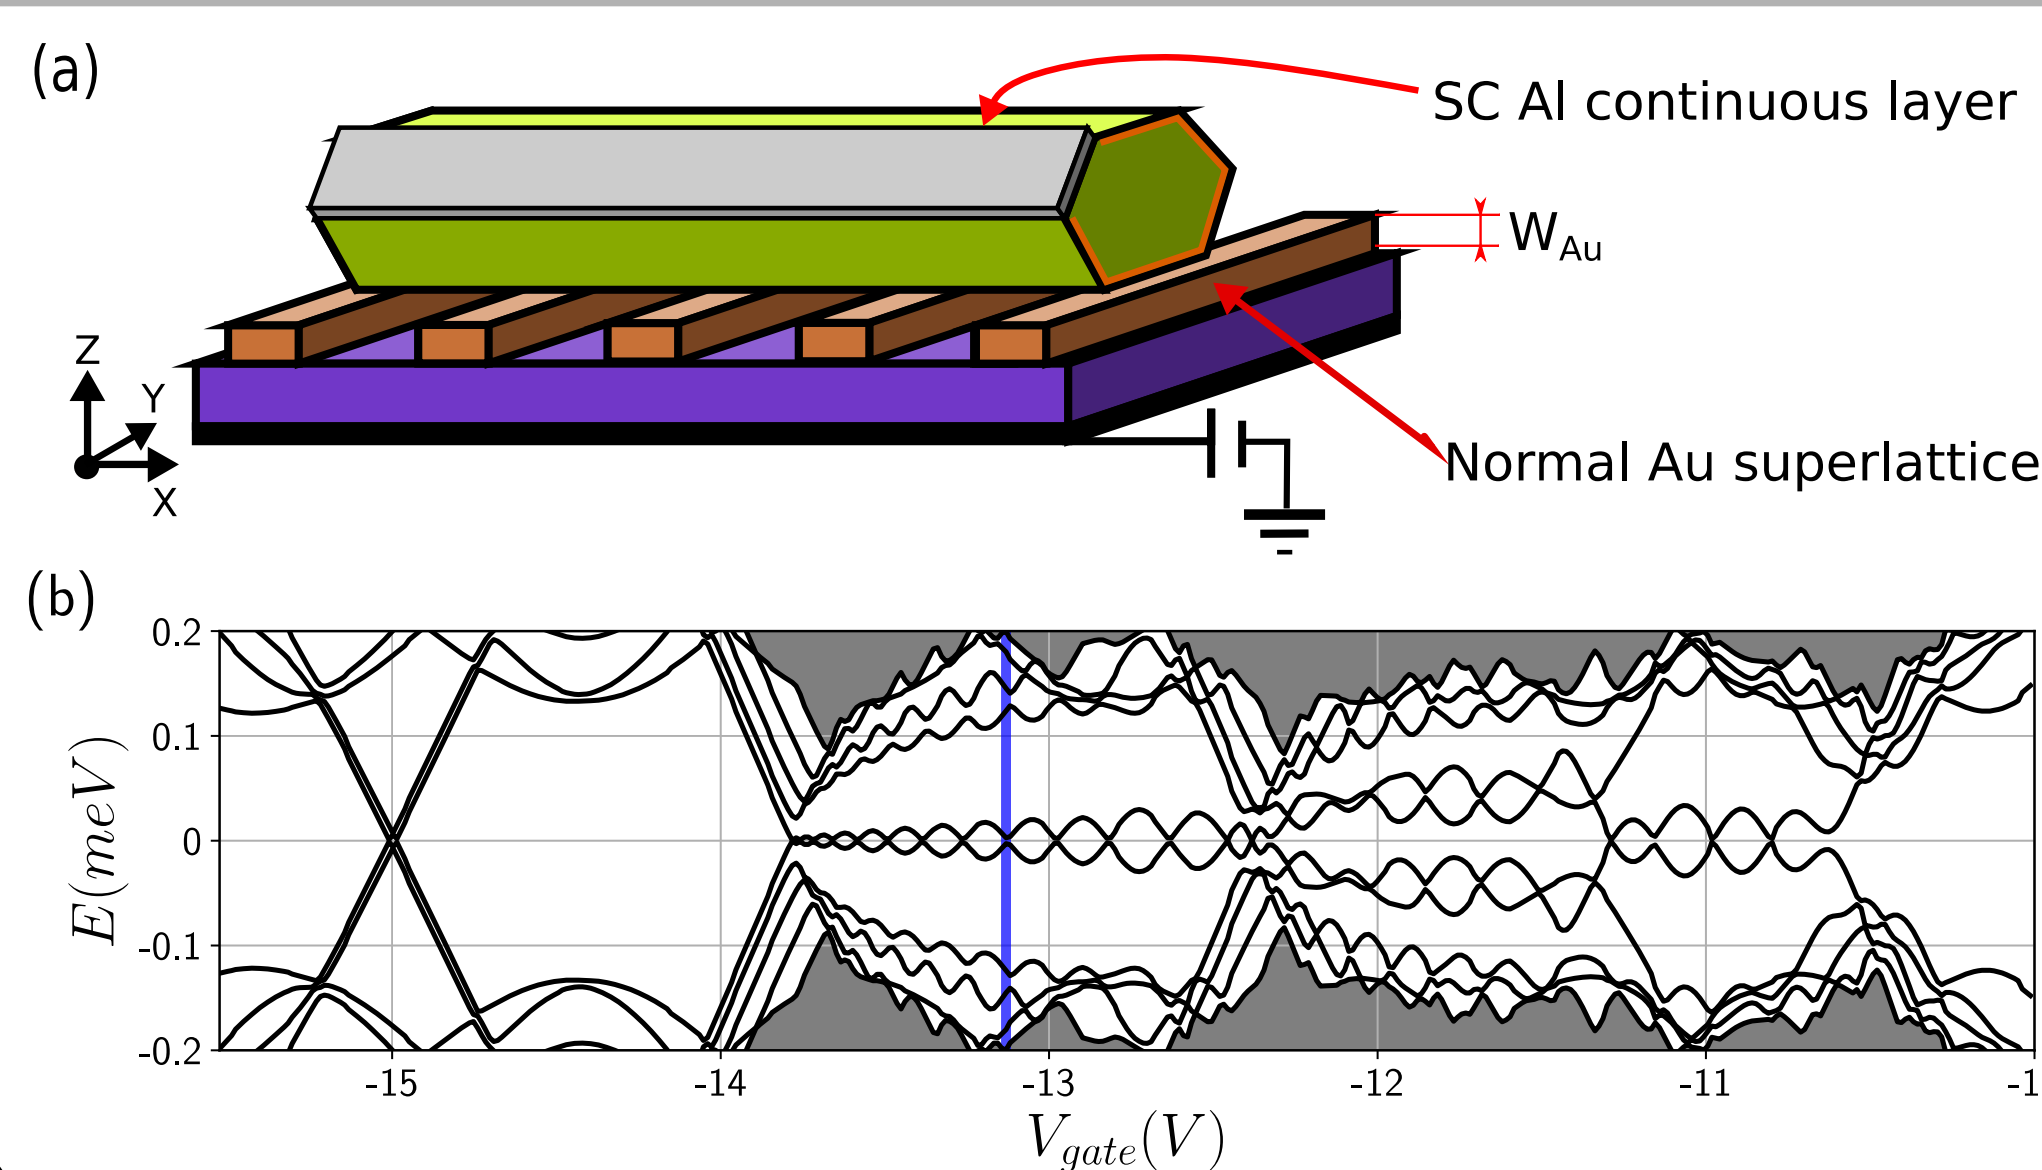 (a)
SC Al continuous layer
W_Au
Z
Y
X
Normal Au superlattice
(b)
0.2
0.1
0
-0.1
-0.2
E(meV)
-15 -14 -13 -12 -11 -1
V_gate(V)